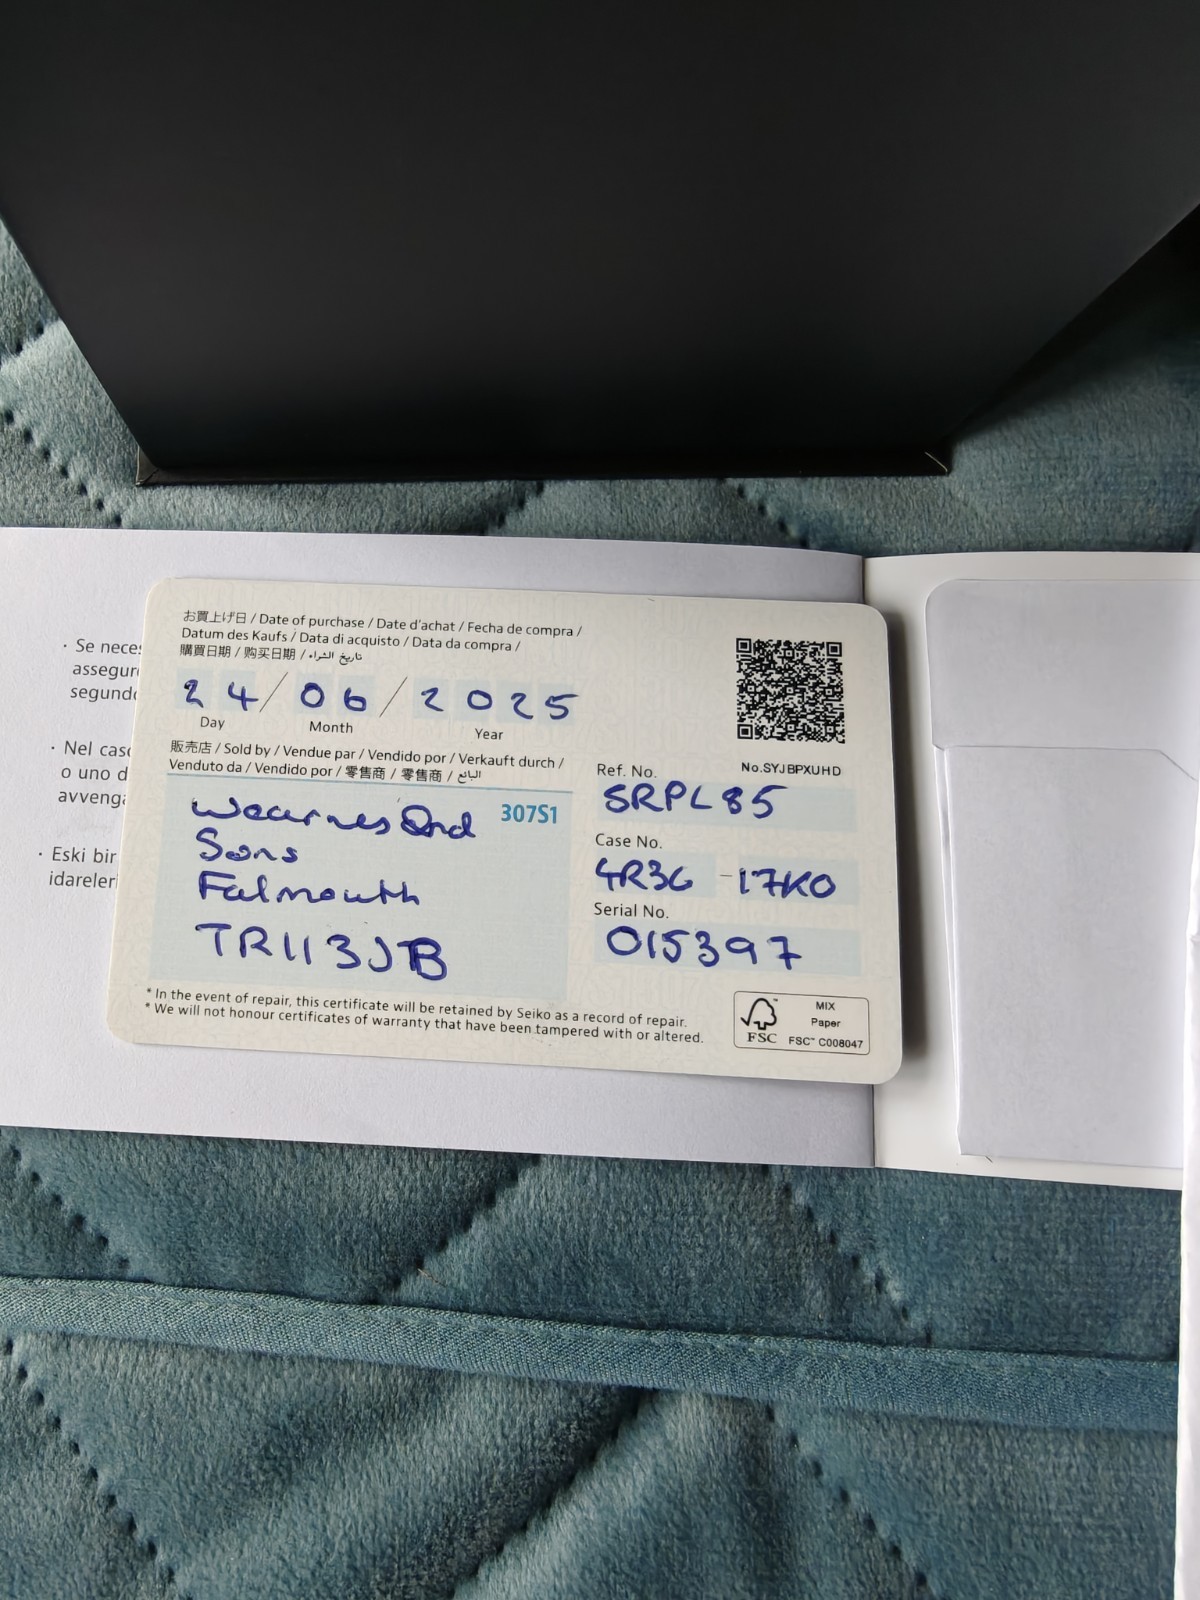 · Se neces
assegur
segundo
· Nel caso
o uno d
avvenga
· Eski bir
idareleri
お買上げ日 / Date of purchase / Date d'achat / Fecha de compra /
Datum des Kaufs / Data di acquisto / Data da compra /
購買日期 / 购买日期 / تاريخ الشراء
24/06/2025
Day Month Year
販売店 / Sold by / Vendue par / Vendido por / Verkauft durch /
Venduto da / Vendido por / 零售商 / 零售商 / البائع
307S1
Wearnes And
Sons
Falmouth
TR113JB
No.SYJBPXUHD
Ref. No.
SRPL85
Case No.
4R36 - 17K0
Serial No.
015397
* In the event of repair, this certificate will be retained by Seiko as a record of repair.
* We will not honour certificates of warranty that have been tampered with or altered.
FSC™
MIX
Paper
FSC™ C008047